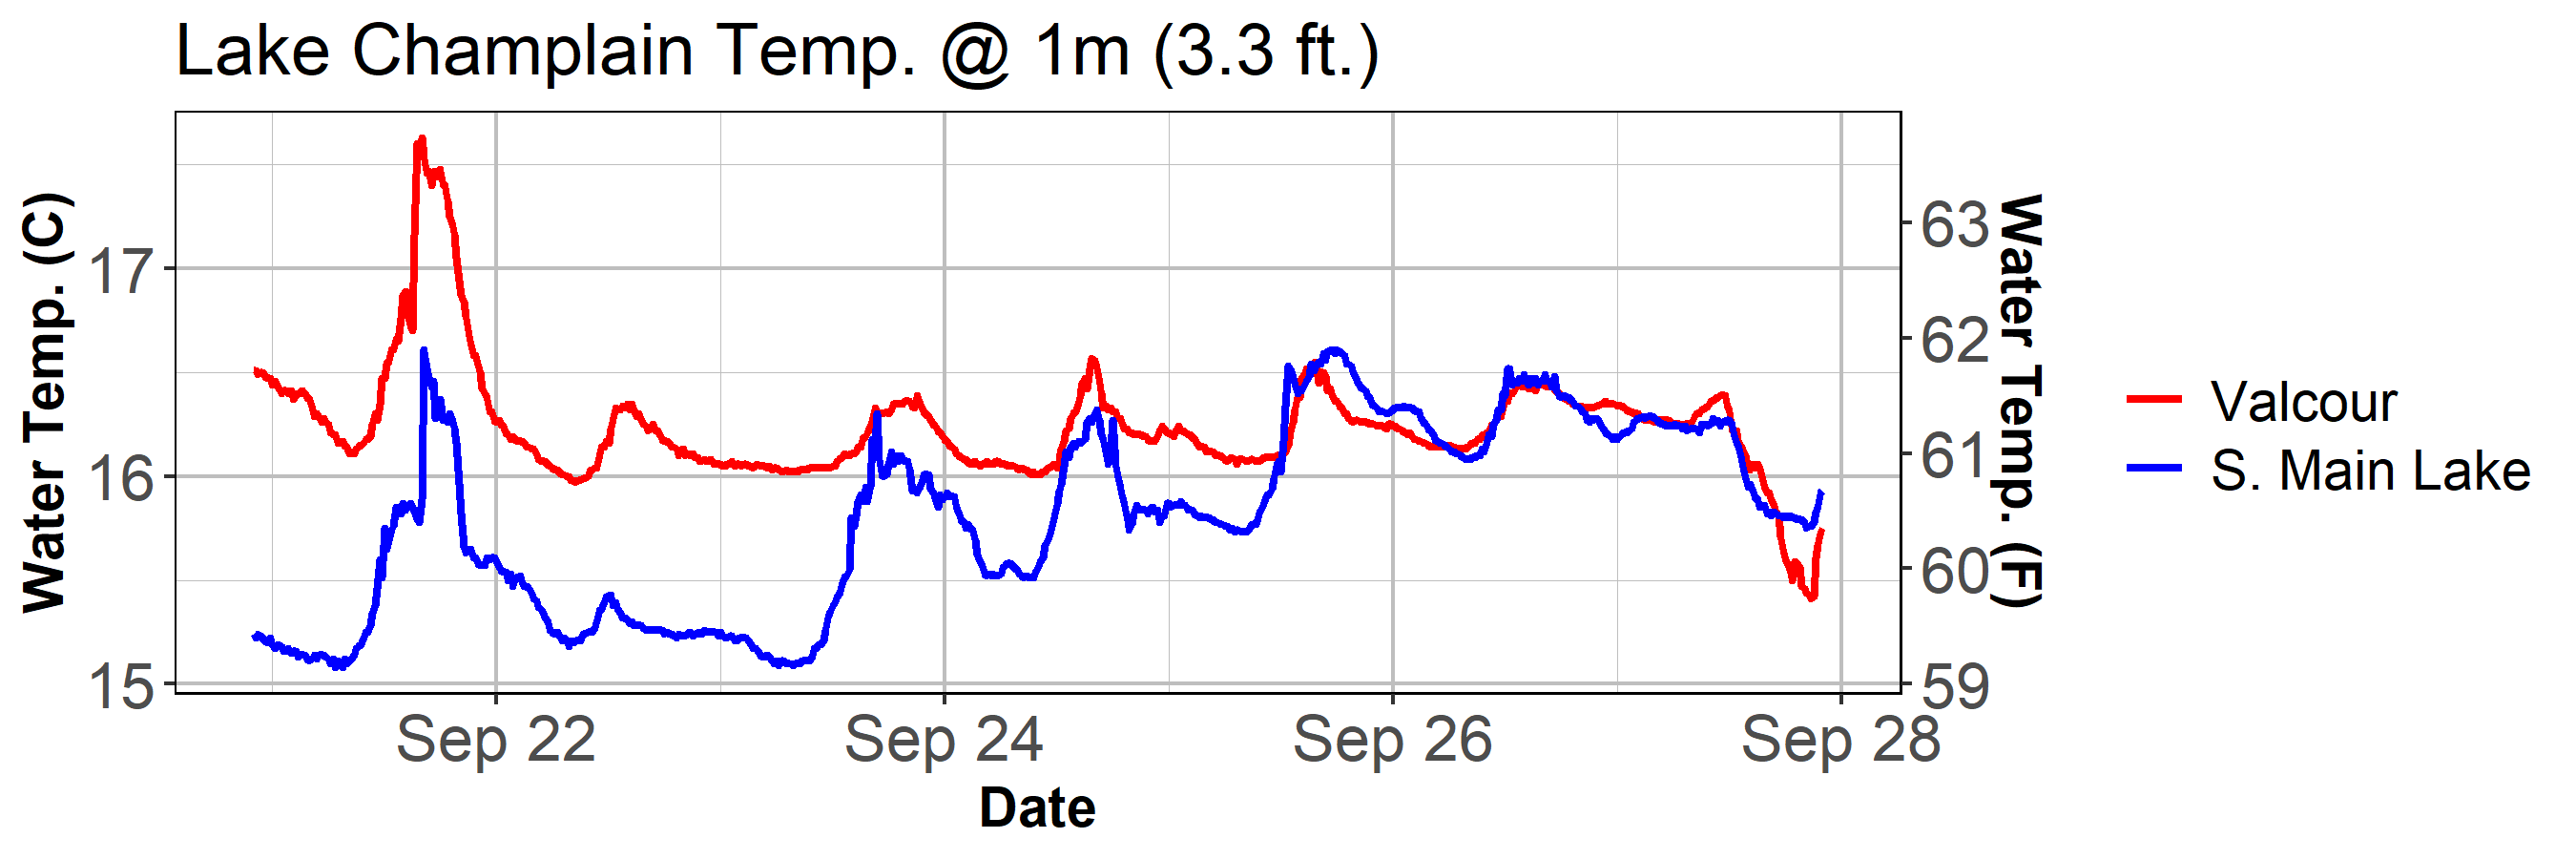 Lake Champlain Temp. @ 1m (3.3 ft.)
Water Temp. (C)
17
16
15
63
62
61
60
59
Water Temp. (F)
Sep 22
Sep 24
Sep 26
Sep 28
Date
Valcour
S. Main Lake